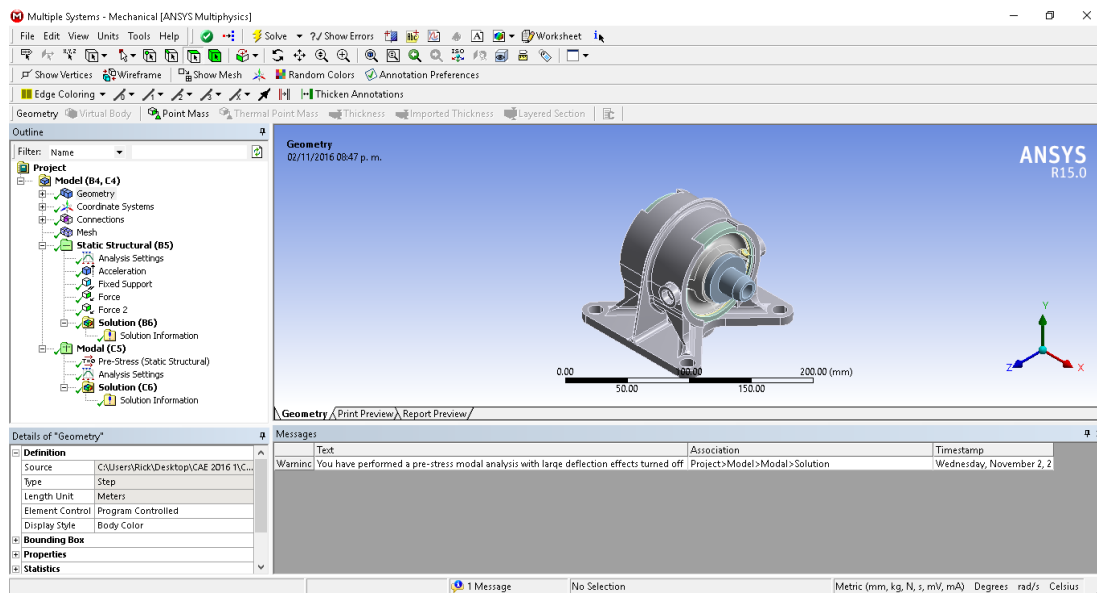 Multiple Systems - Mechanical [ANSYS Multiphysics]
File Edit View Units Tools Help Solve ?/ Show Errors Worksheet
Show Vertices Wireframe Show Mesh Random Colors Annotation Preferences
Edge Coloring Thicken Annotations
Geometry Virtual Body Point Mass Thermal Point Mass Thickness Imported Thickness Layered Section
Outline
Filter: Name
Project
Model (B4, C4)
Geometry
Coordinate Systems
Connections
Mesh
Static Structural (B5)
Analysis Settings
Acceleration
Fixed Support
Force
Force 2
Solution (B6)
Solution Information
Modal (C5)
Pre-Stress (Static Structural)
Analysis Settings
Solution (C6)
Solution Information
Geometry
02/11/2016 08:47 p. m.
ANSYS
R15.0
Y
Z
X
0.00 100.00 200.00 (mm)
50.00 150.00
Geometry Print Preview Report Preview
Details of "Geometry"
Definition
Source C:\Users\Rick\Desktop\CAE 2016 1\C...
Type Step
Length Unit Meters
Element Control Program Controlled
Display Style Body Color
Bounding Box
Properties
Statistics
Messages
Text Association Timestamp
Warninc You have performed a pre-stress modal analysis with large deflection effects turned off Project>Model>Modal>Solution Wednesday, November 2, 2
1 Message No Selection Metric (mm, kg, N, s, mV, mA) Degrees rad/s Celsius